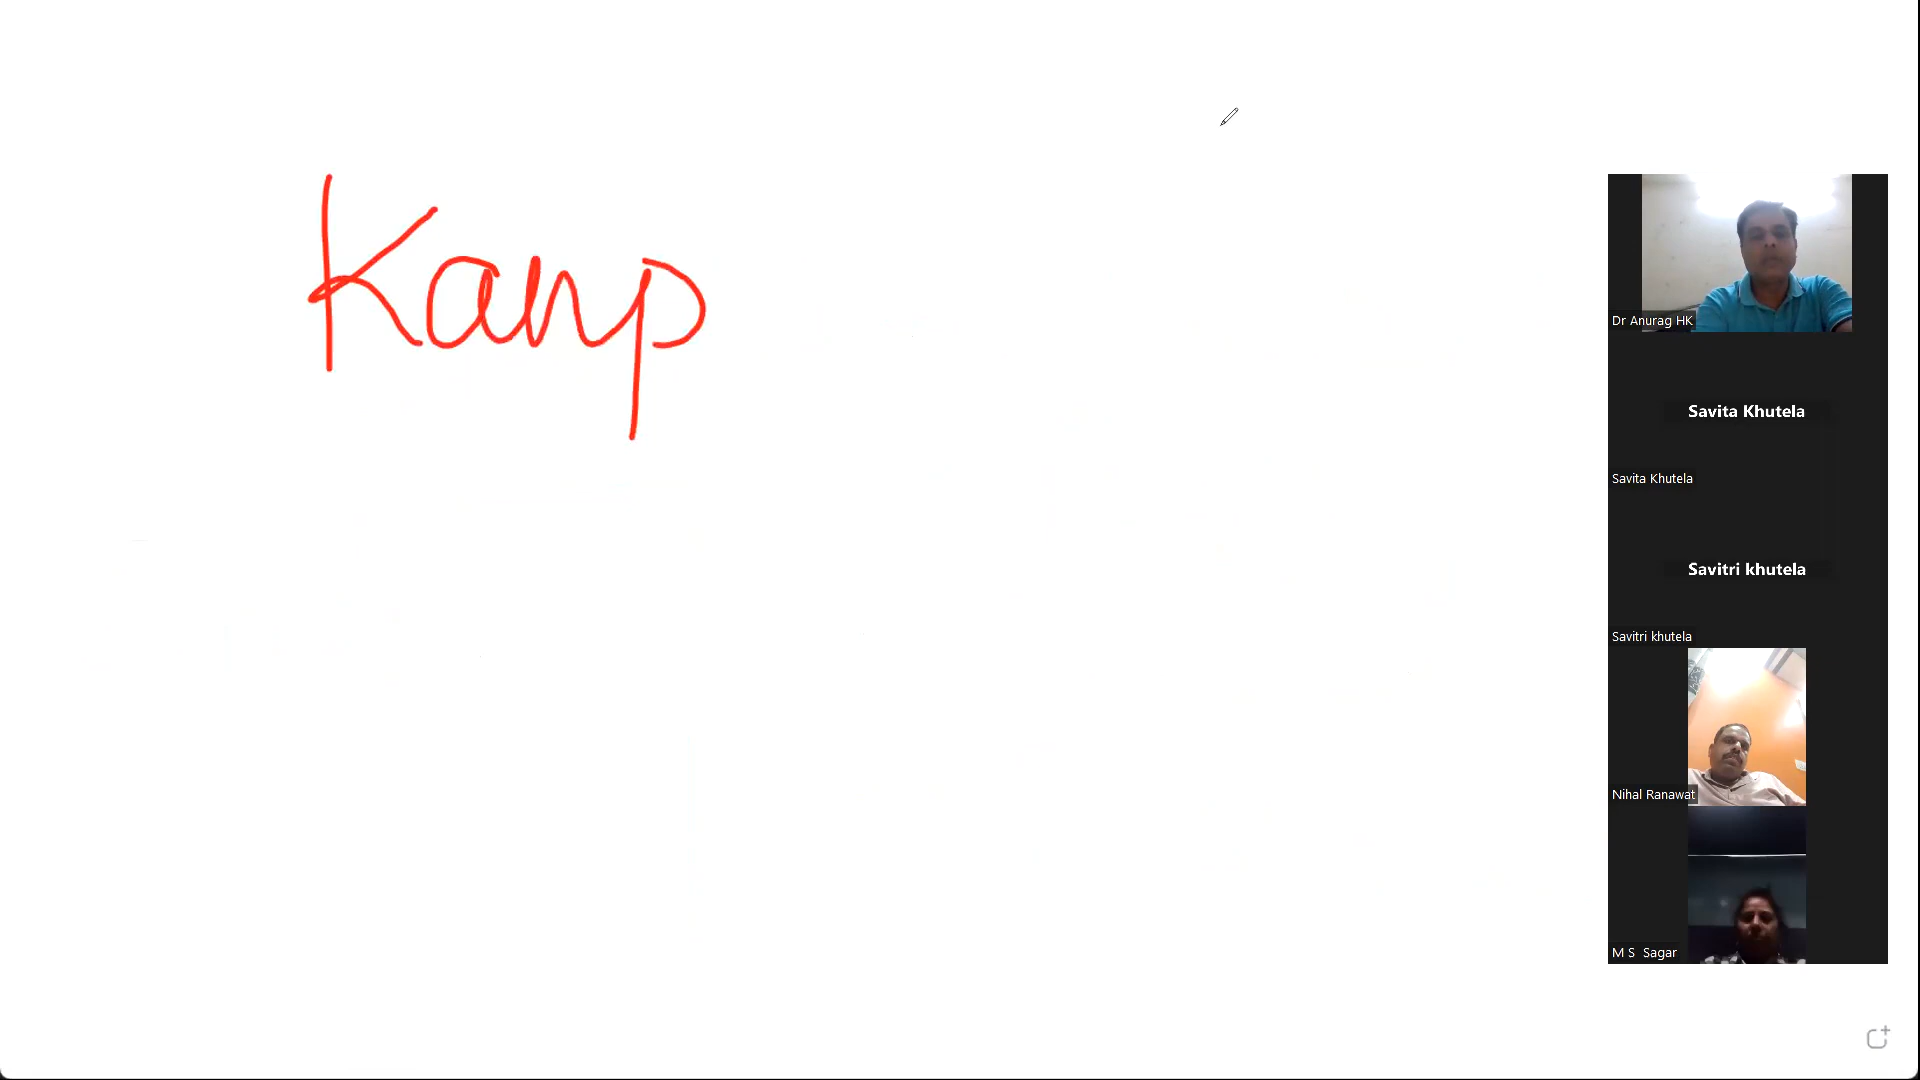 Kanp
Dr Anurag HK
Savita Khutela
Savita Khutela
Savitri khutela
Savitri khutela
Nihal Ranawat
M S Sagar